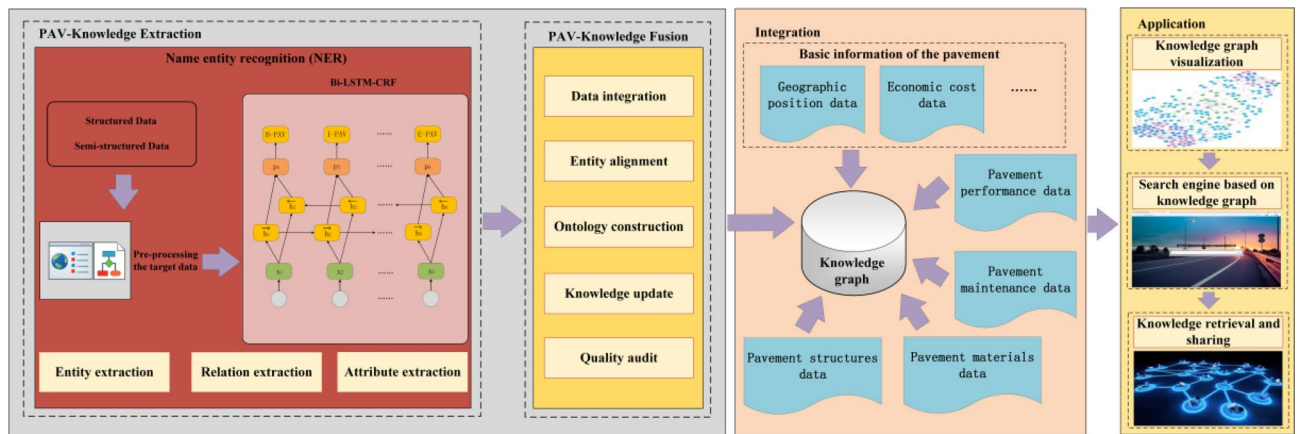 PAV-Knowledge Extraction
Name entity recognition (NER)
Structured Data
Semi-structured Data
Pre-processing
the target data
Bi-LSTM-CRF
B-PAV
I-PAV
......
E-PAV
......
......
......
......
Entity extraction
Relation extraction
Attribute extraction
PAV-Knowledge Fusion
Data integration
Entity alignment
Ontology construction
Knowledge update
Quality audit
Integration
Basic information of the pavement
Geographic
position data
Economic cost
data
......
Pavement
performance data
Knowledge
graph
Pavement
maintenance data
Pavement structures
data
Pavement materials
data
Application
Knowledge graph
visualization
Search engine based on
knowledge graph
Knowledge retrieval and
sharing